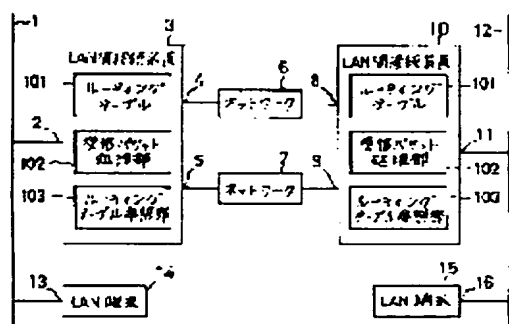 1
3
10
12
LAN間接続装置
LAN間接続装置
101
ルーティング
テーブル
4
6
ネットワーク
8
ルーティング
テーブル
101
2
102
受信パケット
処理部
受信パケット
処理部
11
102
103
ルーティング
テーブル参照部
5
7
ネットワーク
9
ルーティング
テーブル参照部
103
13
LAN端末
14
15
LAN端末
16